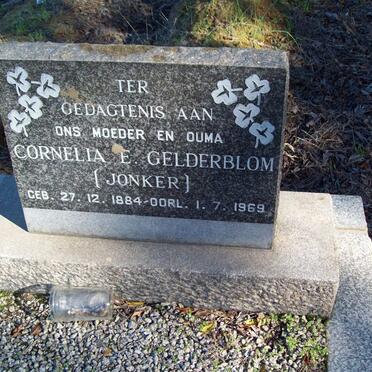 TER
GEDAGTENIS AAN
ONS MOEDER EN OUMA
CORNELIA E. GELDERBLOM
[JONKER]
GEB. 27. 12. 1884-OORL. 1. 7. 1969